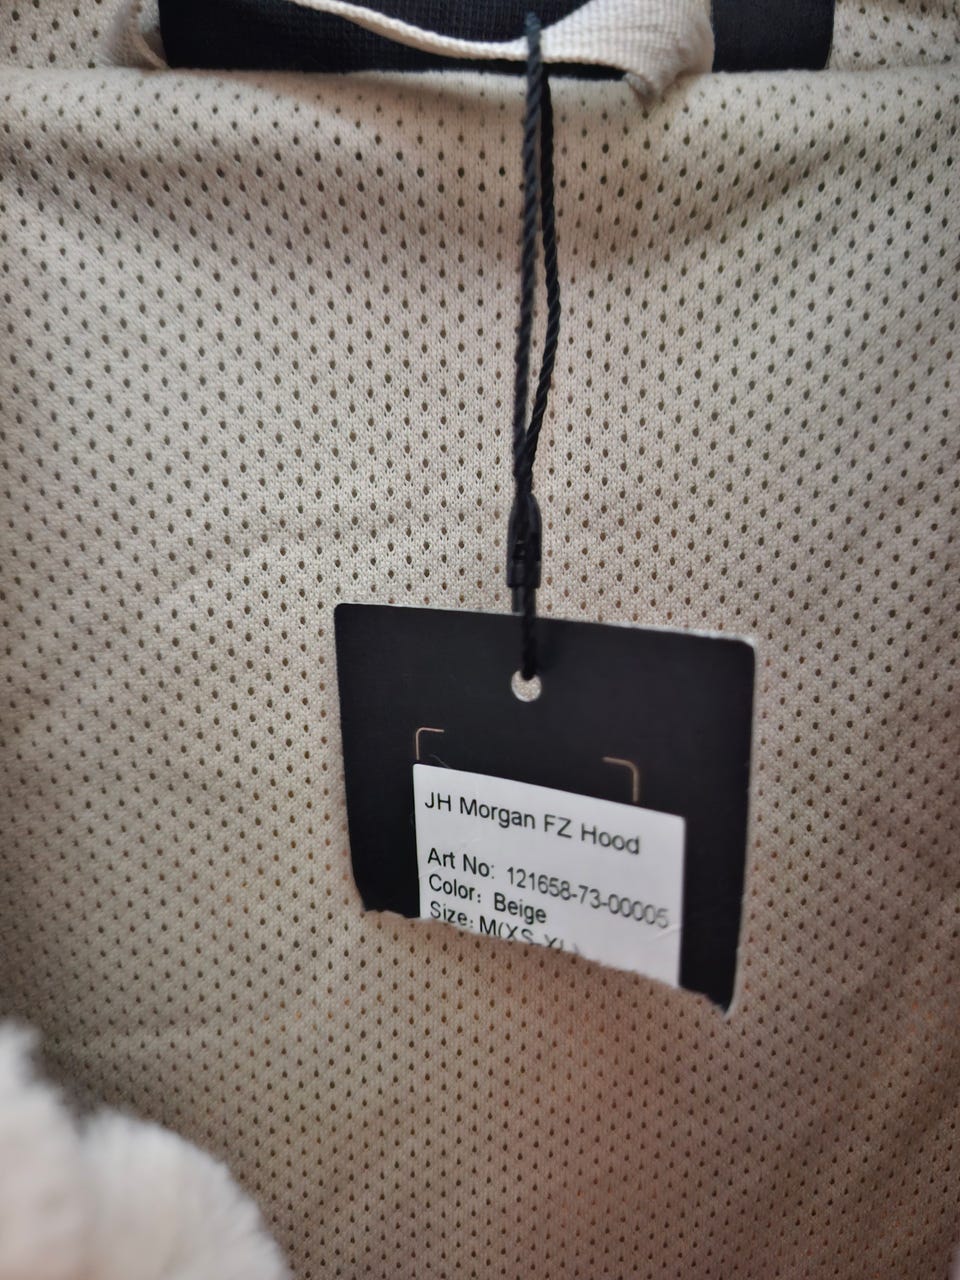 JH Morgan FZ Hood
Art No: 121658-73-00005
Color: Beige
Size: M(XS-XL)